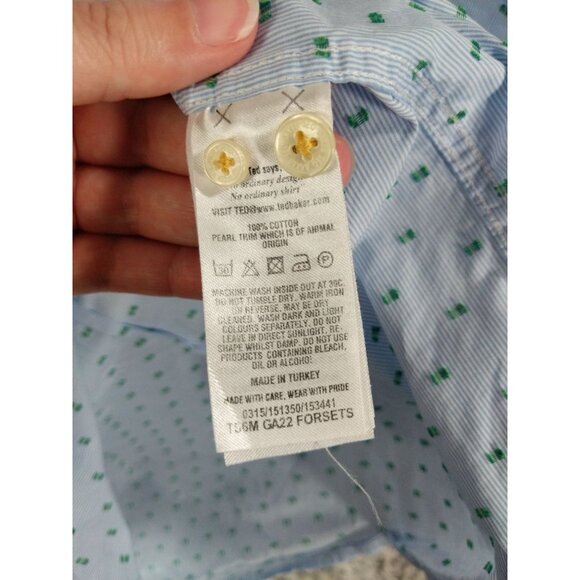 Ted says,
No ordinary design
No ordinary shirt
VISIT TED@www.tedbaker.com
100% COTTON
PEARL TRIM WHICH IS OF ANIMAL
ORIGIN
30 P
MACHINE WASH INSIDE OUT AT 30C.
DO NOT TUMBLE DRY. WARM IRON
ON REVERSE. MAY BE DRY
CLEANED. WASH DARK AND LIGHT
COLOURS SEPARATELY. DO NOT
LEAVE IN DIRECT SUNLIGHT. RE-
SHAPE WHILST DAMP. DO NOT USE
PRODUCTS CONTAINING BLEACH,
OIL OR ALCOHOL
MADE IN TURKEY
MADE WITH CARE, WEAR WITH PRIDE
0315/151350/153441
TS6M GA22 FORSETS